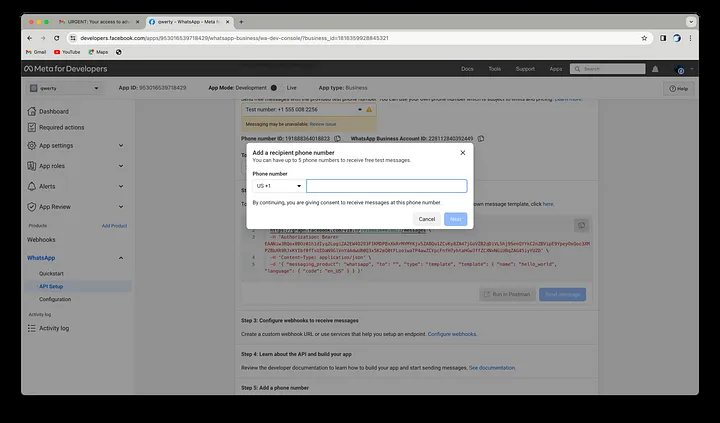 URGENT: Your access to adv
qwerty - WhatsApp - Meta F
developers.facebook.com/apps/953016539718429/whatsapp-business/wa-dev-console/?business_id=1816359928845321
Gmail
YouTube
Maps
Meta for Developers
Docs
Tools
Support
Apps
Search
qwerty
App ID: 953016539718429
App Mode: Development
Live
App type: Business
Help
Dashboard
Required actions
App settings
App roles
Alerts
App Review
Products
Add Product
Webhooks
WhatsApp
Quickstart
API Setup
Configuration
Activity log
Activity log
Test number: +1 555 008 2256
Messaging may be unavailable. Review issue
Phone number ID: 191888364018623
WhatsApp Business Account ID: 228112840392449
Add a recipient phone number
You can have up to 5 phone numbers to receive free test messages.
Phone number
US +1
By continuing, you are giving consent to receive messages at this phone number.
Cancel
Next
own message template, click here.
-H 'Authorization: Bearer
-H 'Content-Type: application/json' \
-d '{ "messaging_product": "whatsapp", "to": "", "type": "template", "template": { "name": "hello_world",
"language": { "code": "en_US" } } }'
Run in Postman
Send message
Step 3: Configure webhooks to receive messages
Create a custom webhook URL or use services that help you setup an endpoint. Configure webhooks.
Step 4: Learn about the API and build your app
Review the developer documentation to learn how to build your app and start sending messages. See documentation.
Step 5: Add a phone number